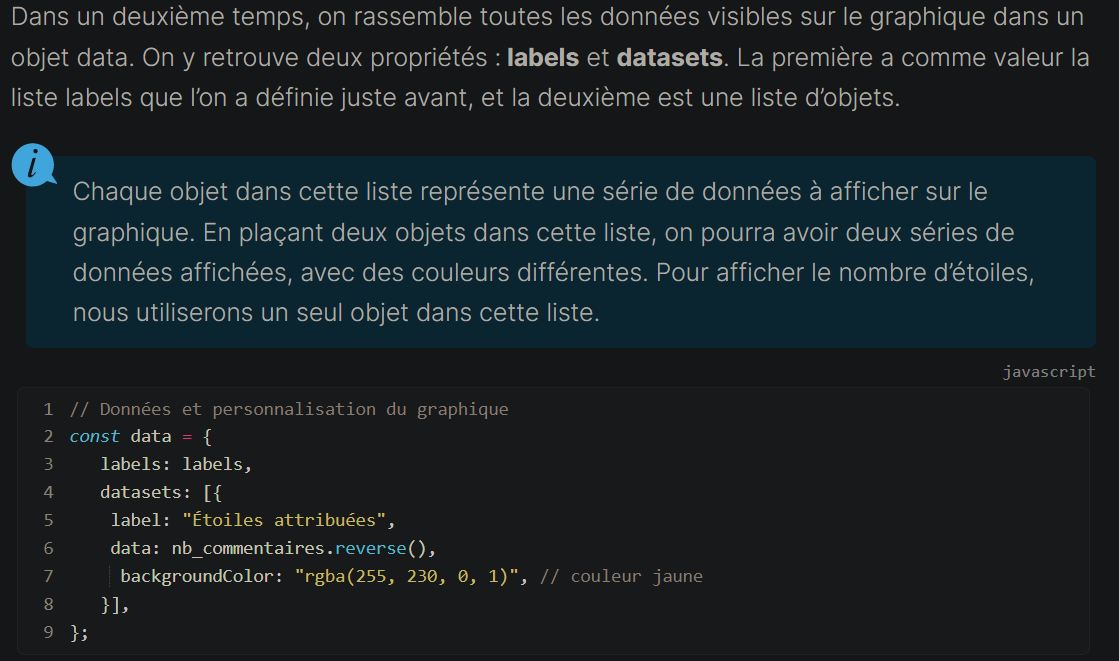 Dans un deuxième temps, on rassemble toutes les données visibles sur le graphique dans un
objet data. On y retrouve deux propriétés : labels et datasets. La première a comme valeur la
liste labels que l’on a définie juste avant, et la deuxième est une liste d’objets.
i
Chaque objet dans cette liste représente une série de données à afficher sur le
graphique. En plaçant deux objets dans cette liste, on pourra avoir deux séries de
données affichées, avec des couleurs différentes. Pour afficher le nombre d’étoiles,
nous utiliserons un seul objet dans cette liste.
javascript
1 // Données et personnalisation du graphique
2 const data = {
3    labels: labels,
4    datasets: [{
5     label: "Étoiles attribuées",
6     data: nb_commentaires.reverse(),
7      backgroundColor: "rgba(255, 230, 0, 1)", // couleur jaune
8    }],
9 };